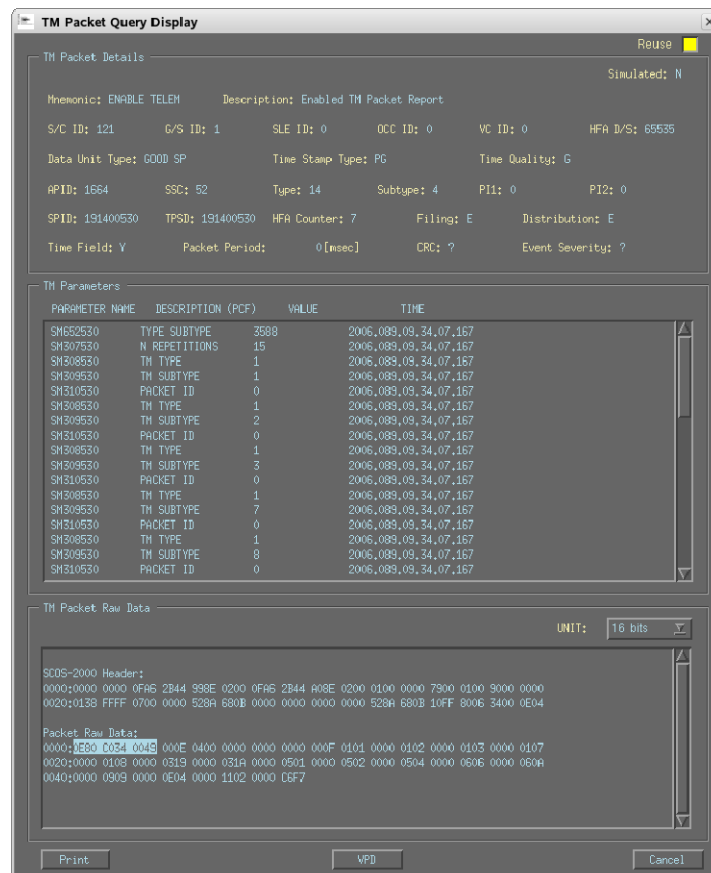 TM Packet Query Display
Reuse
TM Packet Details
Simulated: N
Mnemonic: ENABLE TELEM Description: Enabled TM Packet Report
S/C ID: 121 G/S ID: 1 SLE ID: 0 OCC ID: 0 VC ID: 0 HFA D/S: 65535
Data Unit Type: GOOD SP Time Stamp Type: PG Time Quality: G
APID: 1664 SSC: 52 Type: 14 Subtype: 4 PI1: 0 PI2: 0
SPID: 191400530 TPSD: 191400530 HFA Counter: 7 Filing: E Distribution: E
Time Field: Y Packet Period: 0[msec] CRC: ? Event Severity: ?
TM Parameters
PARAMETER NAME DESCRIPTION (PCF) VALUE TIME
SM652530 TYPE SUBTYPE 3588 2006.089.09.34.07.167
SM307530 N REPETITIONS 15 2006.089.09.34.07.167
SM308530 TM TYPE 1 2006.089.09.34.07.167
SM309530 TM SUBTYPE 1 2006.089.09.34.07.167
SM310530 PACKET ID 0 2006.089.09.34.07.167
SM308530 TM TYPE 1 2006.089.09.34.07.167
SM309530 TM SUBTYPE 2 2006.089.09.34.07.167
SM310530 PACKET ID 0 2006.089.09.34.07.167
SM308530 TM TYPE 1 2006.089.09.34.07.167
SM309530 TM SUBTYPE 3 2006.089.09.34.07.167
SM310530 PACKET ID 0 2006.089.09.34.07.167
SM308530 TM TYPE 1 2006.089.09.34.07.167
SM309530 TM SUBTYPE 7 2006.089.09.34.07.167
SM310530 PACKET ID 0 2006.089.09.34.07.167
SM308530 TM TYPE 1 2006.089.09.34.07.167
SM309530 TM SUBTYPE 8 2006.089.09.34.07.167
SM310530 PACKET ID 0 2006.089.09.34.07.167
TM Packet Raw Data
UNIT: 16 bits
SCOS-2000 Header:
0000:0000 0000 0FA6 2B44 998E 0200 0FA6 2B44 A08E 0200 0100 0000 7900 0100 9000 0000
0020:0138 FFFF 0700 0000 528A 680B 0000 0000 0000 0000 528A 680B 10FF 8006 3400 0E04
Packet Raw Data:
0000:0E80 C034 0049 000E 0400 0000 0000 0000 000F 0101 0000 0102 0000 0103 0000 0107
0020:0000 0108 0000 0319 0000 031A 0000 0501 0000 0502 0000 0504 0000 0606 0000 060A
0040:0000 0909 0000 0E04 0000 1102 0000 C6F7
Print WPD Cancel